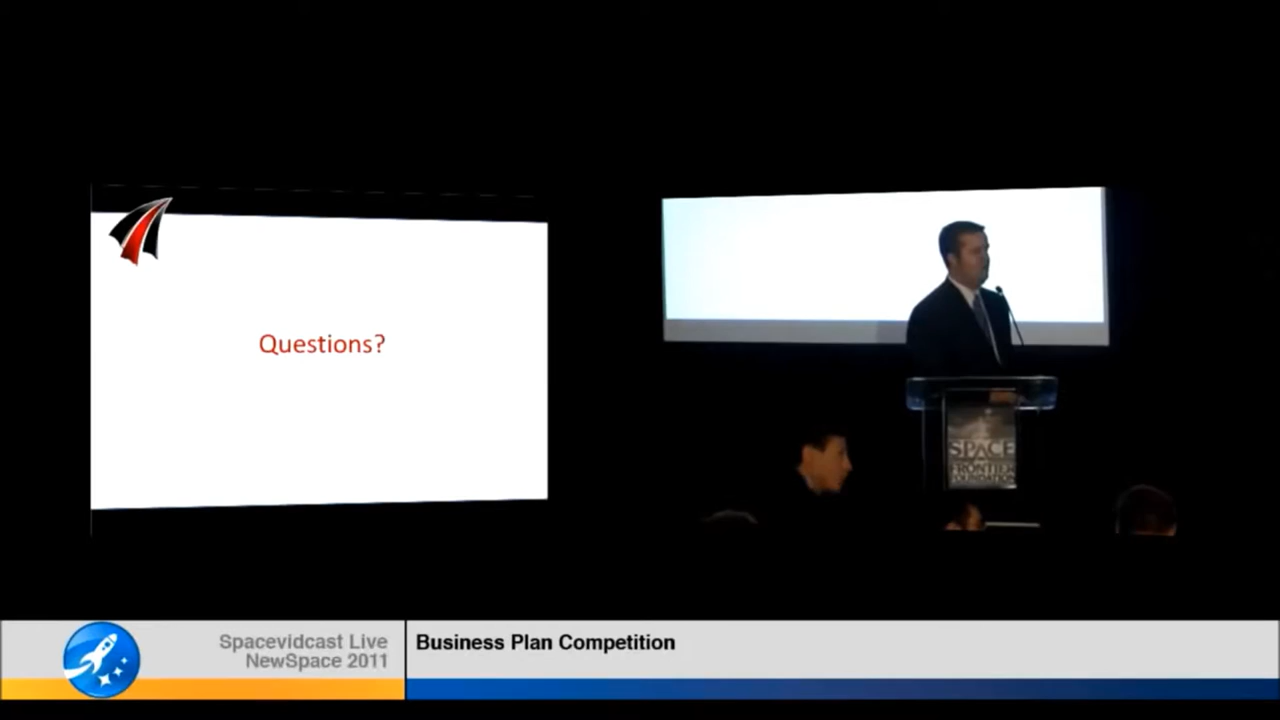 Questions?
SPACE
FRONTIER
FOUNDATION
Spacevidcast Live
NewSpace 2011
Business Plan Competition